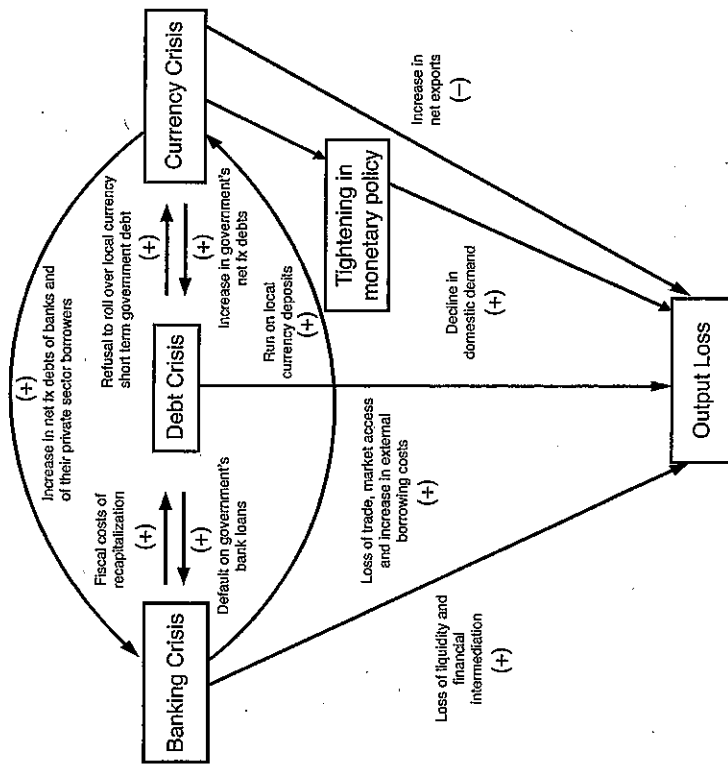 (+)
Increase in net fx debts of banks and
of their private sector borrowers
Banking Crisis
Fiscal costs of
recapitalization
(+)
(+)
Default on government's
bank loans
Debt Crisis
Refusal to roll over local currency
short term government debt
(+)
(+)
Increase in government's
net fx debts
Currency Crisis
Run on local
currency deposits
(+)
Tightening in
monetary policy
Loss of liquidity and
financial
intermediation
(+)
Loss of trade, market access
and increase in external
borrowing costs
(+)
Decline in
domestic demand
(+)
Increase in
net exports
(–)
Output Loss